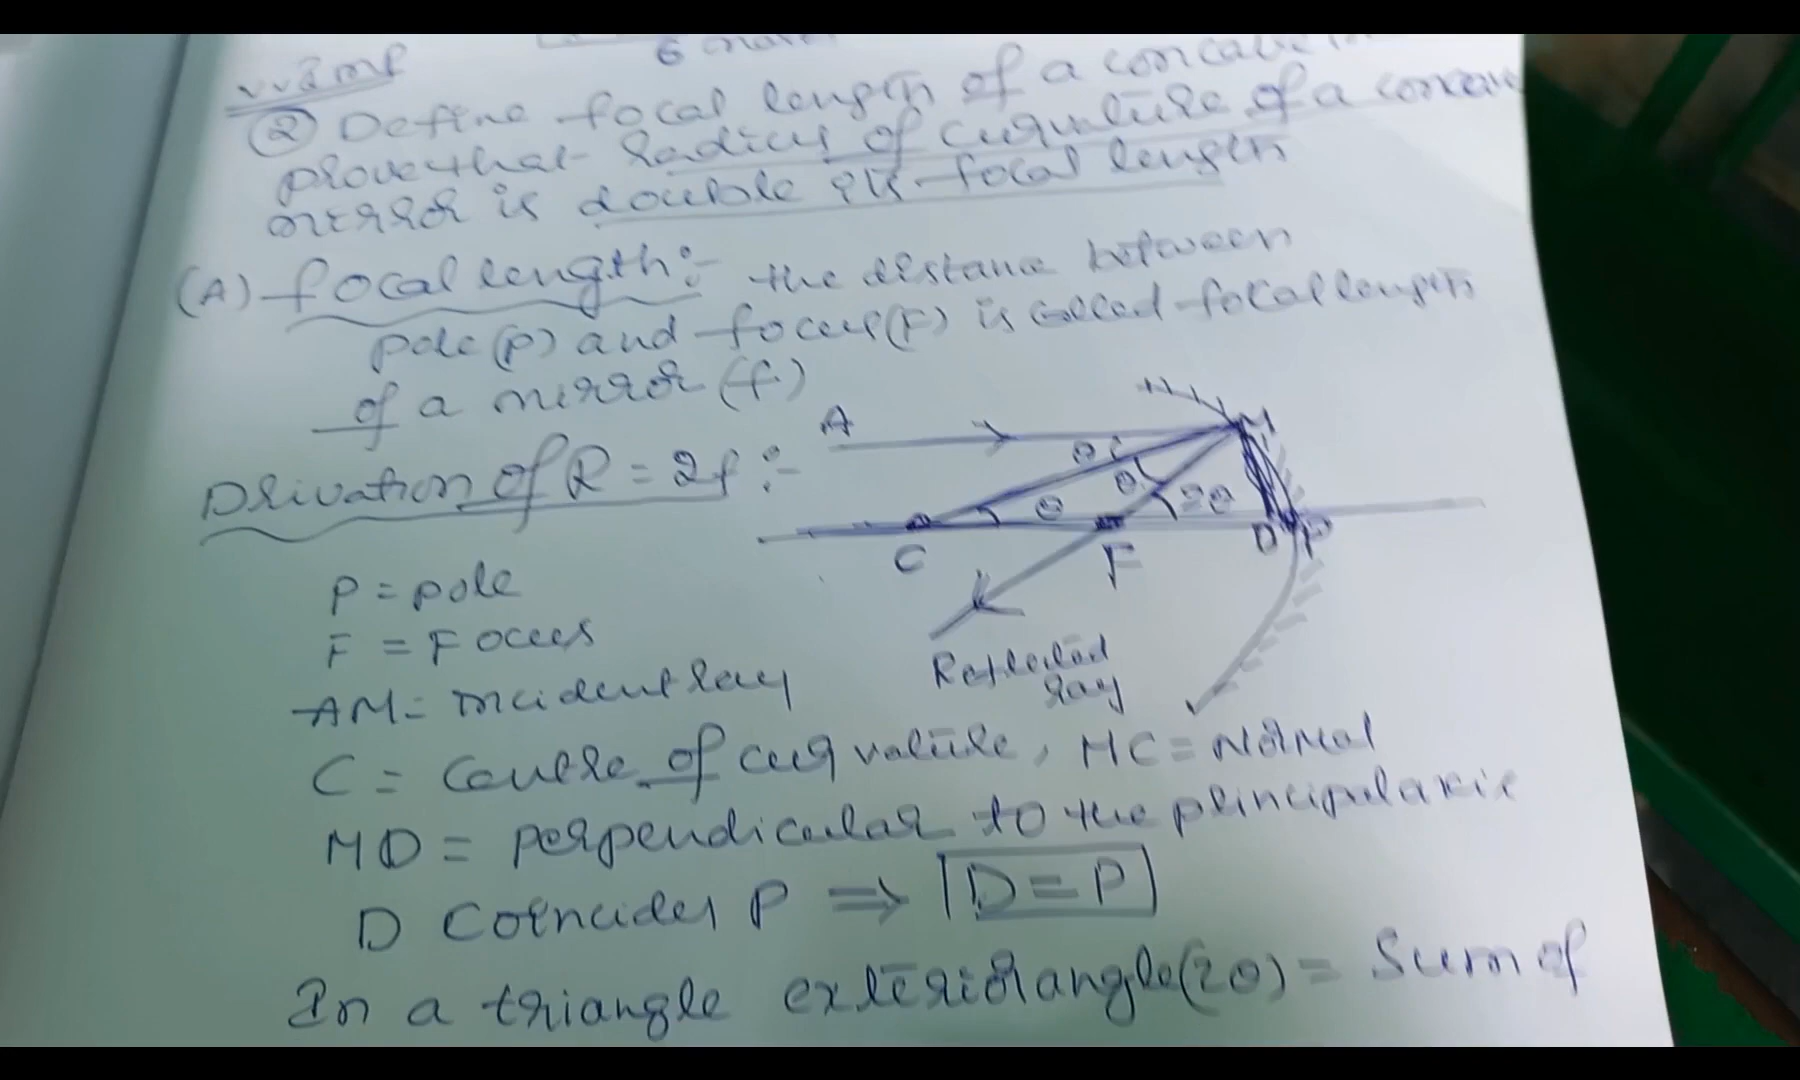 vvimp
② Define focal length of a concave
prove that Radius of curvature of a concave
mirror is double its focal length
(A) focal length:- the distance between
pole (p) and focus (F) is called focal length
of a mirror (f)
Drivation of R = 2f :-
A
M
θ
θ
θ
2θ
C
F
D
P
Reflected
ray
P = pole
F = Focus
AM = incident ray
C = Centre of curvature, MC = Normal
MD = perpendicular to the principal axis
D Coincides P ⇒ D = P
In a triangle exterior angle (2θ) = Sum of